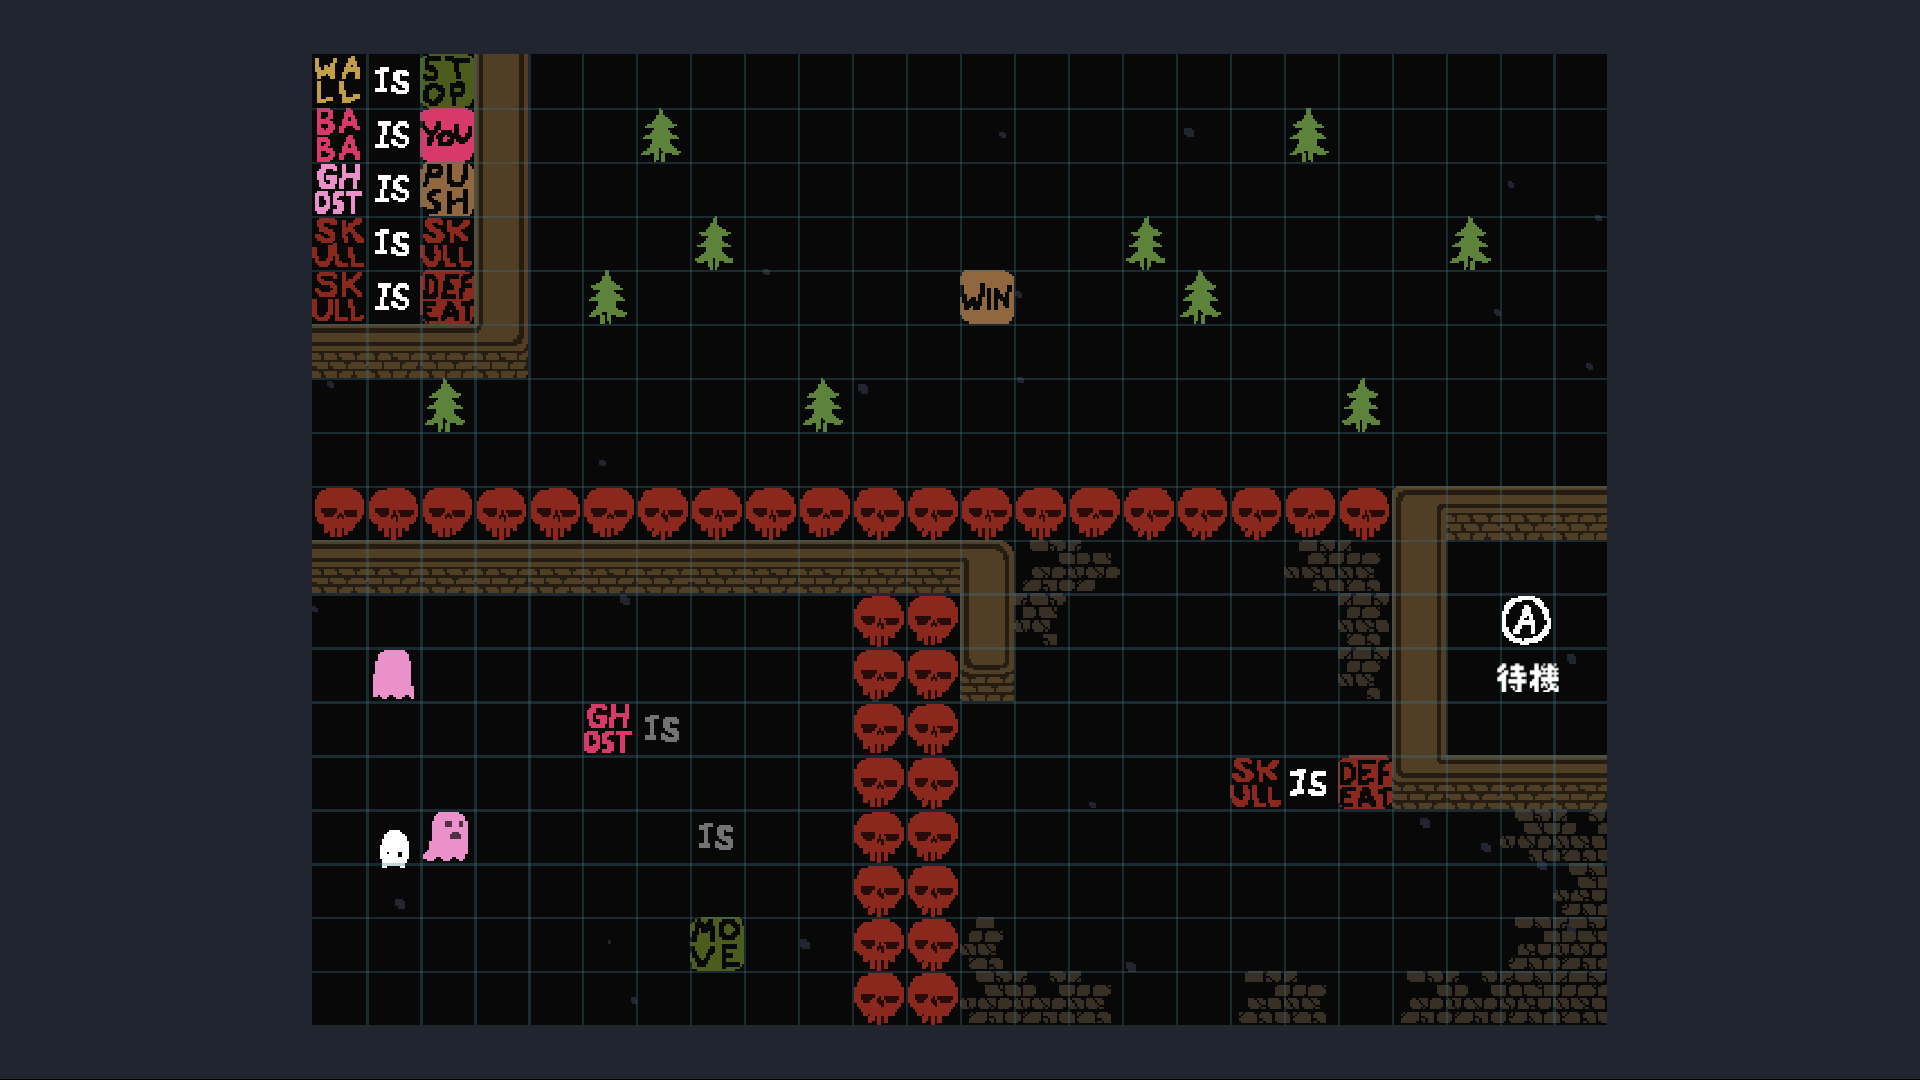 WALL IS STOP
BABA IS YOU
GHOST IS PUSH
SKULL IS SKULL
SKULL IS DEFEAT
WIN
A
待機
GHOST IS
SKULL IS DEFEAT
IS
MOVE